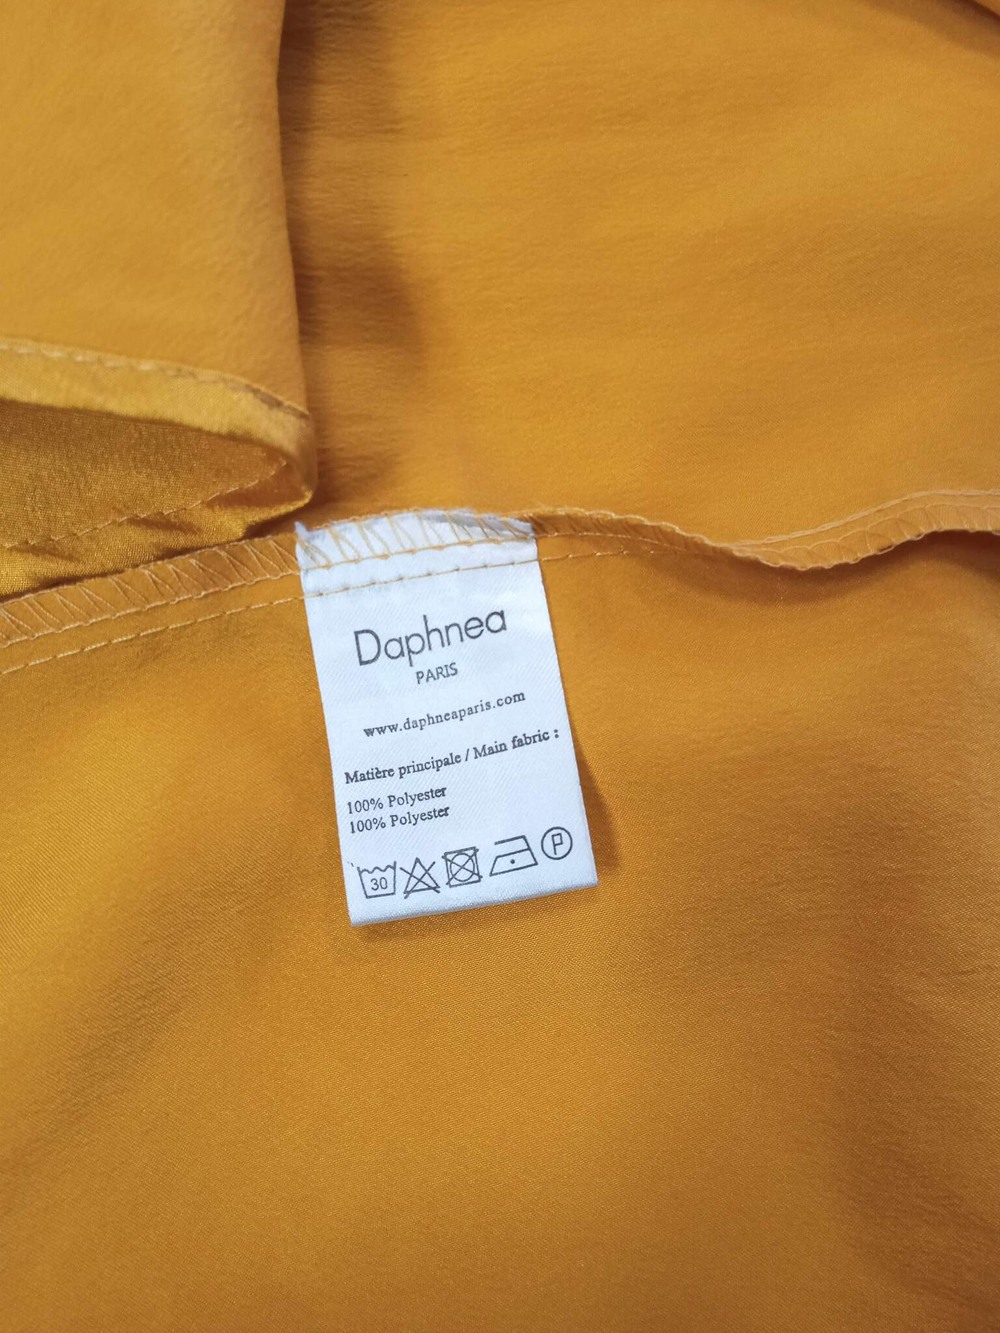 Daphnea
PARIS
www.daphneaparis.com
Matière principale / Main fabric :
100% Polyester
100% Polyester
30 P